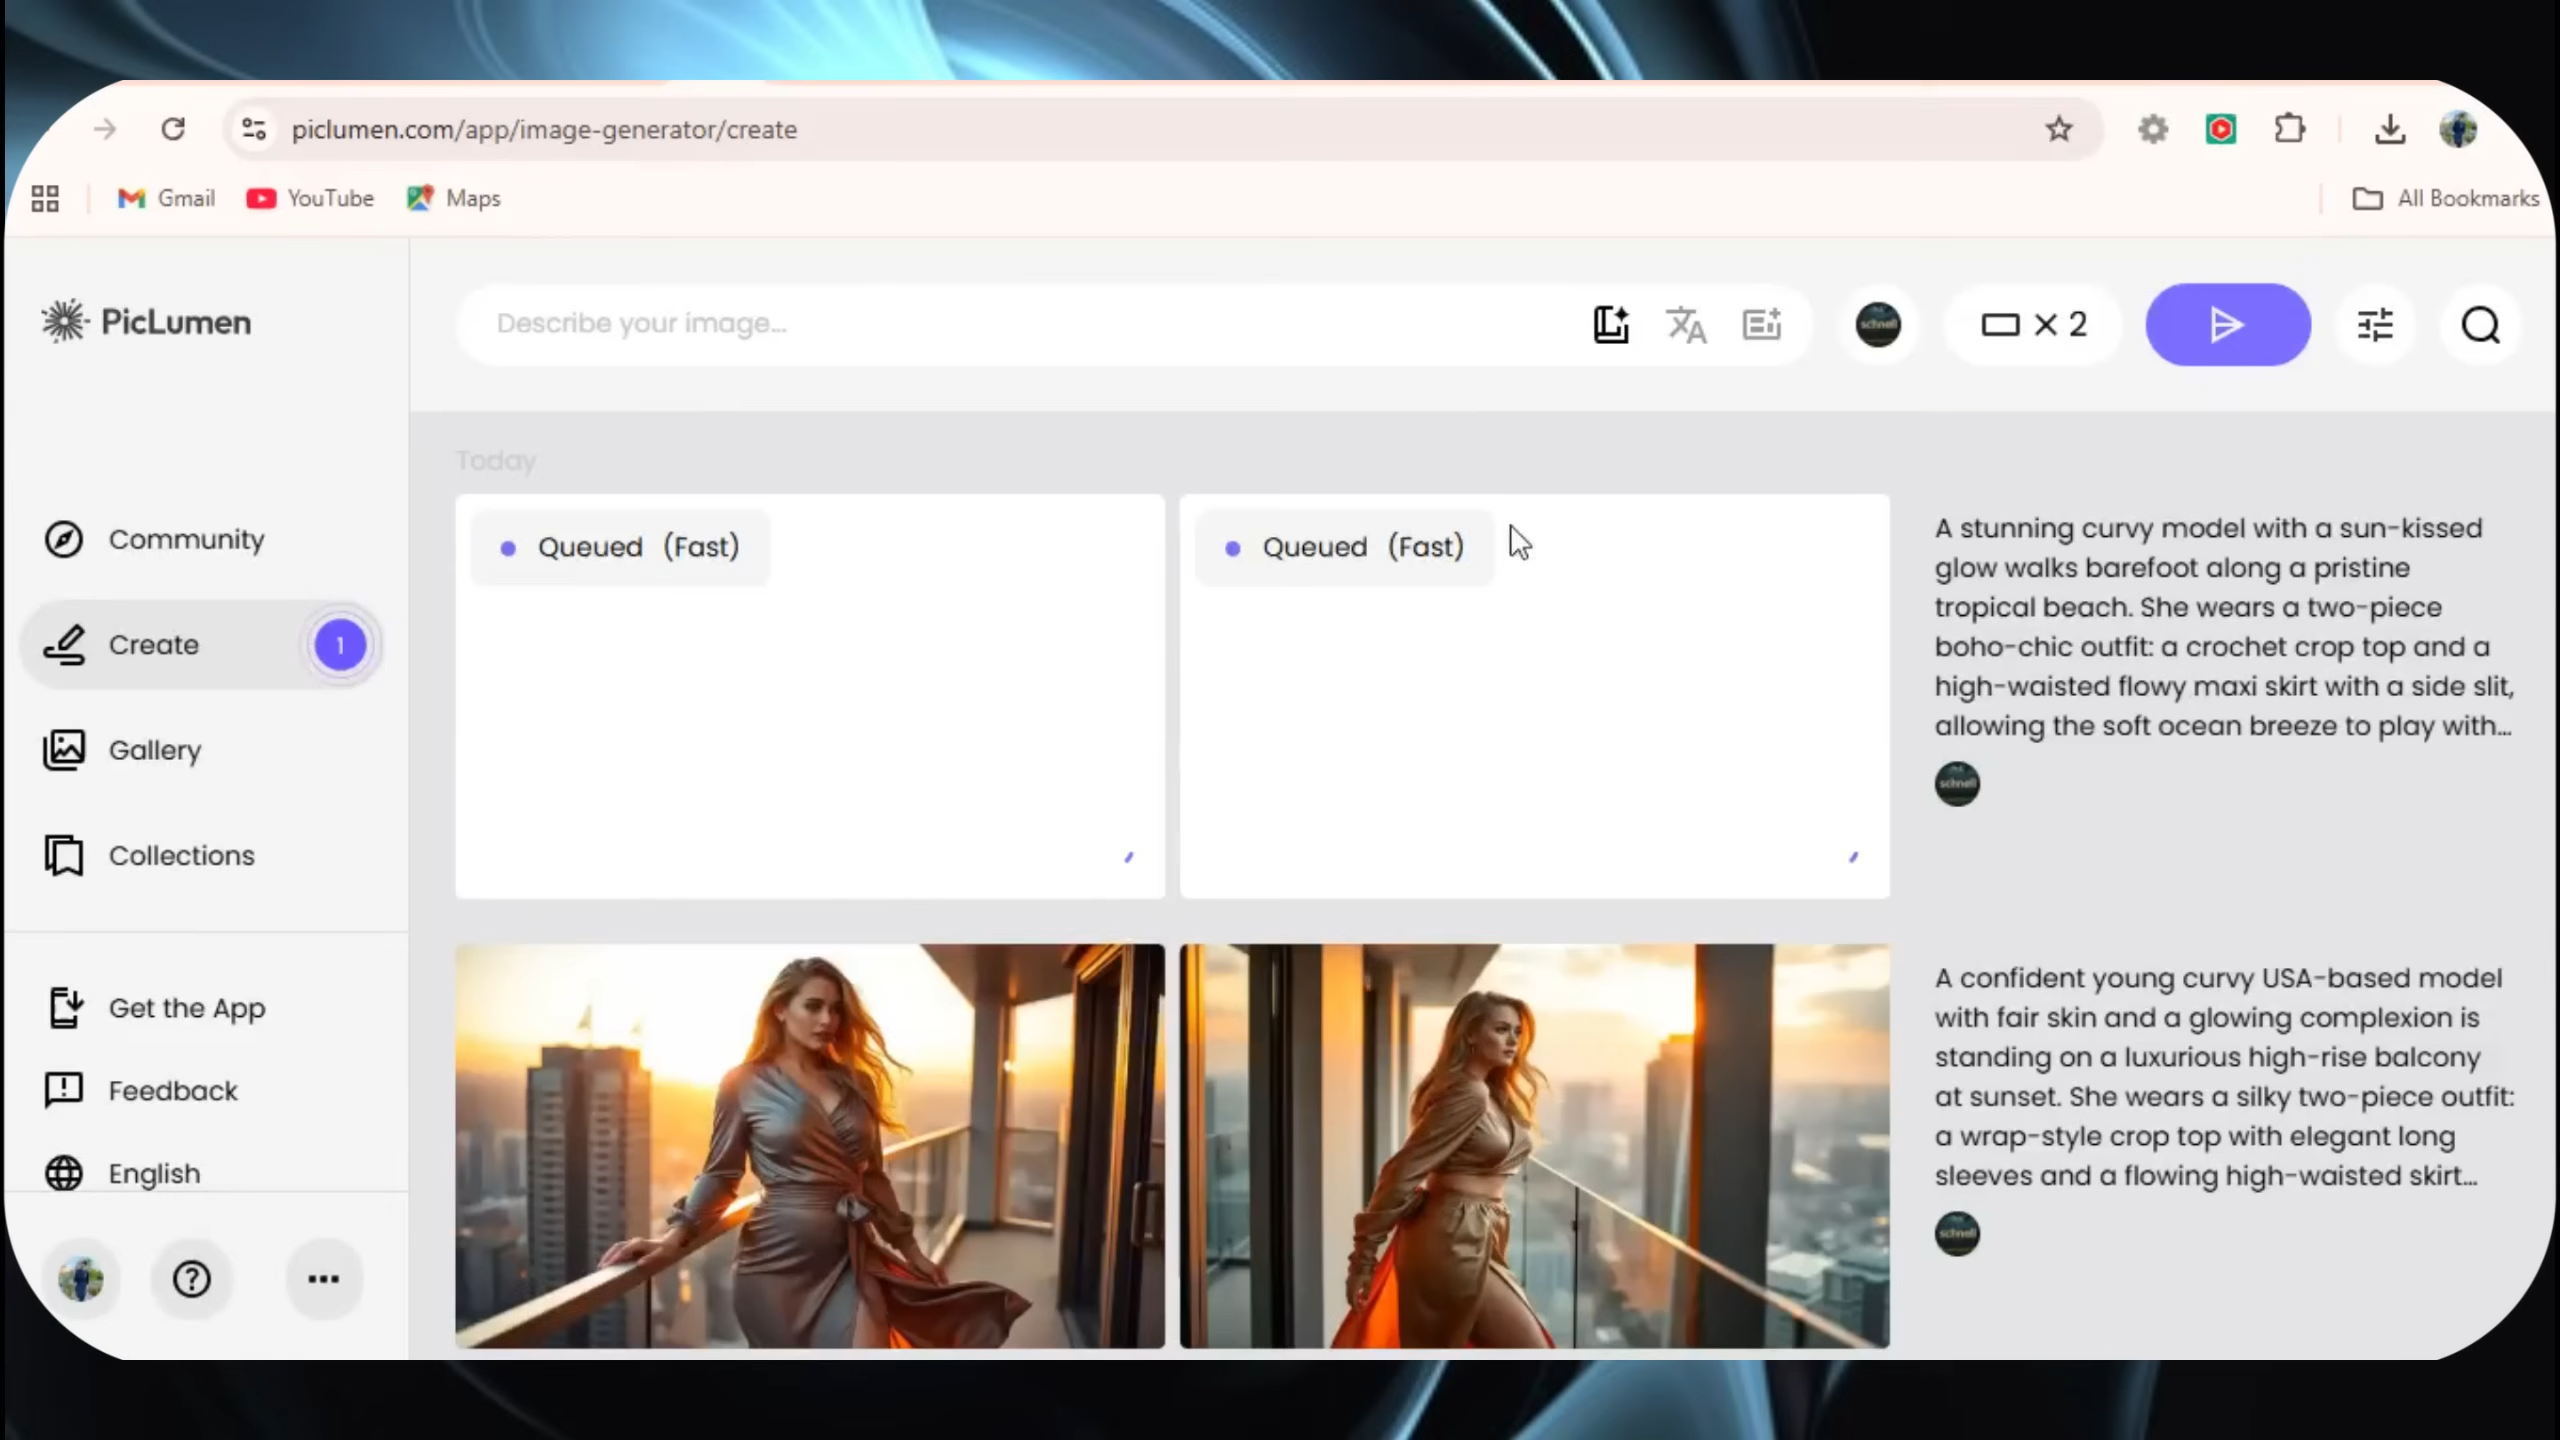 piclumen.com/app/image-generator/create
Gmail
YouTube
Maps
All Bookmarks
PicLumen
Describe your image...
schnell
× 2
Today
Community
Create
1
Gallery
Collections
Get the App
Feedback
English
Queued (Fast)
Queued (Fast)
A stunning curvy model with a sun-kissed
glow walks barefoot along a pristine
tropical beach. She wears a two-piece
boho-chic outfit: a crochet crop top and a
high-waisted flowy maxi skirt with a side slit,
allowing the soft ocean breeze to play with...
schnell
A confident young curvy USA-based model
with fair skin and a glowing complexion is
standing on a luxurious high-rise balcony
at sunset. She wears a silky two-piece outfit:
a wrap-style crop top with elegant long
sleeves and a flowing high-waisted skirt...
schnell